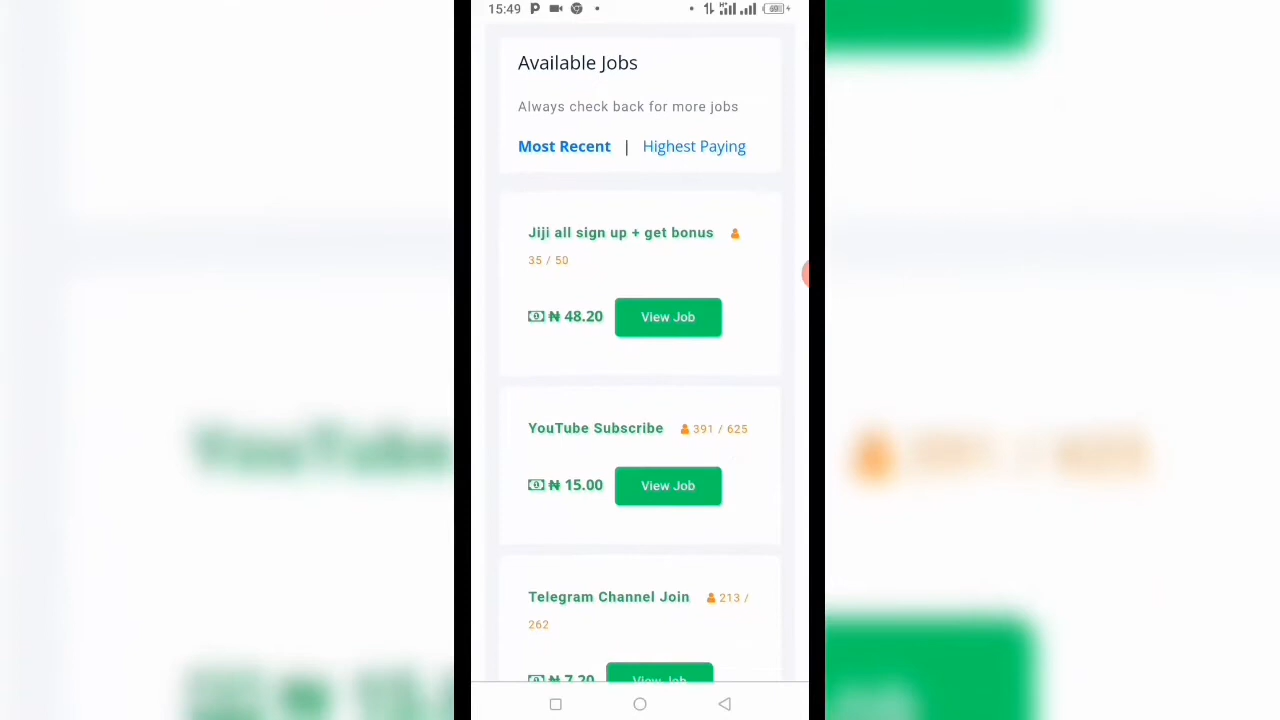 15:49 P
Available Jobs
Always check back for more jobs
Most Recent | Highest Paying
Jiji all sign up + get bonus
35 / 50
₦ 48.20 View Job
YouTube Subscribe 391 / 625
₦ 15.00 View Job
Telegram Channel Join 213 /
262
₦ 7.20 View Job
YouTube